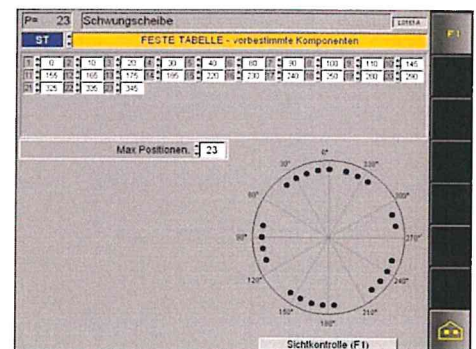 P= 23 Schwungscheibe
F1
ST FESTE TABELLE - vorbestimmte Komponenten
1 0 2 10 3 20 4 30 5 40 6 80 7 90 8 100 9 110 10 145
11 155 12 165 13 175 14 185 15 220 16 230 17 240 18 250 19 200 20 290
21 325 22 335 23 345
Max Positionen. 23
0°
30° 330°
60° 300°
90° 270°
120° 240°
150° 210°
180°
Sichtkontrolle (F1)